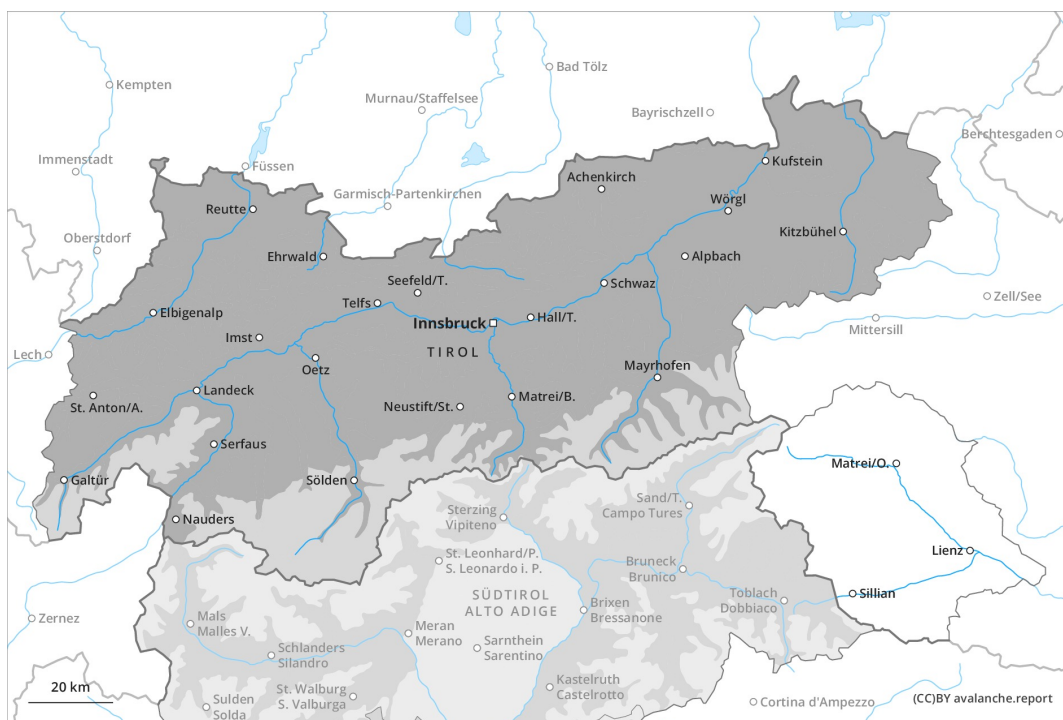 Kempten
Bad Tölz
Murnau/Staffelsee
Bayrischzell
Berchtesgaden
Immenstadt
Füssen
Kufstein
Achenkirch
Garmisch-Partenkirchen
Wörgl
Reutte
Kitzbühel
Oberstdorf
Ehrwald
Alpbach
Seefeld/T.
Schwaz
Zell/See
Telfs
Elbigenalp
Innsbruck
Hall/T.
Mittersill
Imst
Lech
TIROL
Oetz
Mayrhofen
Landeck
St. Anton/A.
Neustift/St.
Matrei/B.
Serfaus
Matrei/O.
Galtür
Sölden
Sand/T.
Campo Tures
Sterzing
Vipiteno
Nauders
Lienz
St. Leonhard/P.
S. Leonardo i. P.
Bruneck
Brunico
Sillian
SÜDTIROL
ALTO ADIGE
Toblach
Dobbiaco
Brixen
Bressanone
Zernez
Mals
Malles V.
Meran
Merano
Sarnthein
Sarentino
Schlanders
Silandro
20 km
St. Walburg
S. Valburga
Kastelruth
Castelrotto
Sulden
Solda
Cortina d'Ampezzo
(CC)BY avalanche.report